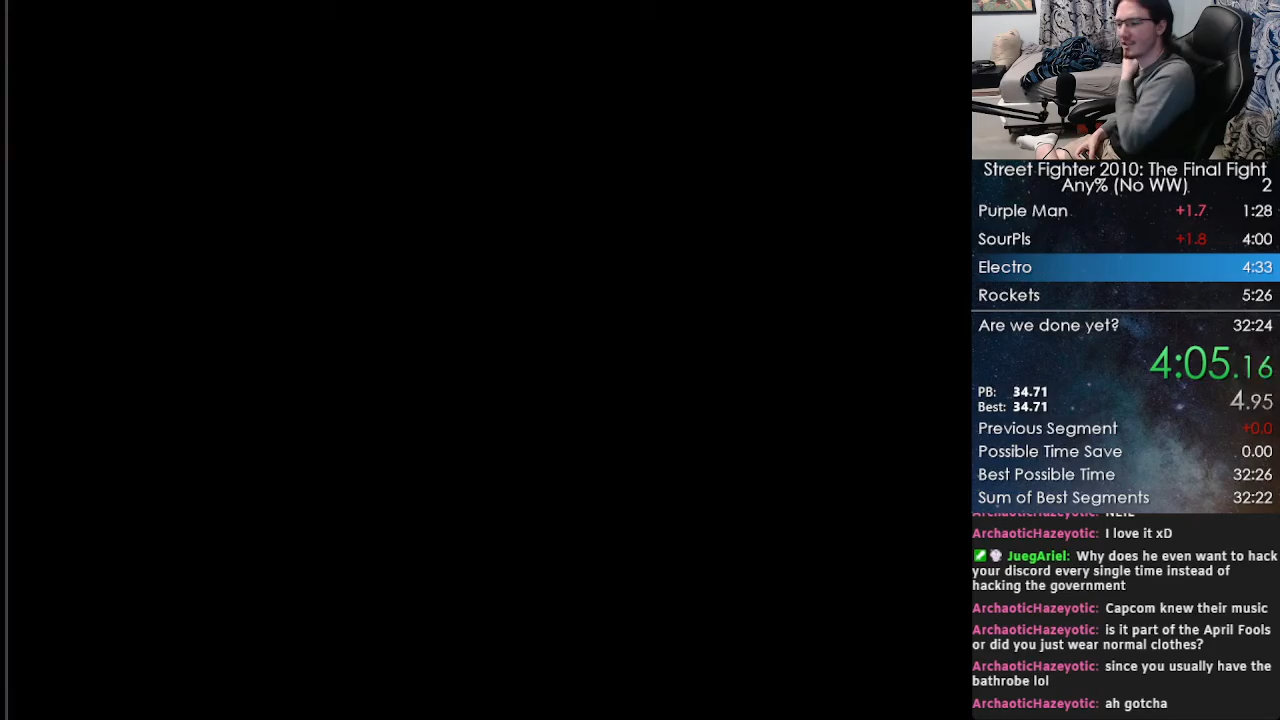 Street Fighter 2010: The Final Fight
Any% (No WW) 2
Purple Man +1.7 1:28
SourPls +1.8 4:00
Electro 4:33
Rockets 5:26
Are we done yet? 32:24
4:05.16
PB: 34.71
Best: 34.71
4.95
Previous Segment +0.0
Possible Time Save 0.00
Best Possible Time 32:26
Sum of Best Segments 32:22
ArchaoticHazeyotic: NEIL
ArchaoticHazeyotic: I love it xD
JuegAriel: Why does he even want to hack
your discord every single time instead of
hacking the government
ArchaoticHazeyotic: Capcom knew their music
ArchaoticHazeyotic: is it part of the April Fools
or did you just wear normal clothes?
ArchaoticHazeyotic: since you usually have the
bathrobe lol
ArchaoticHazeyotic: ah gotcha